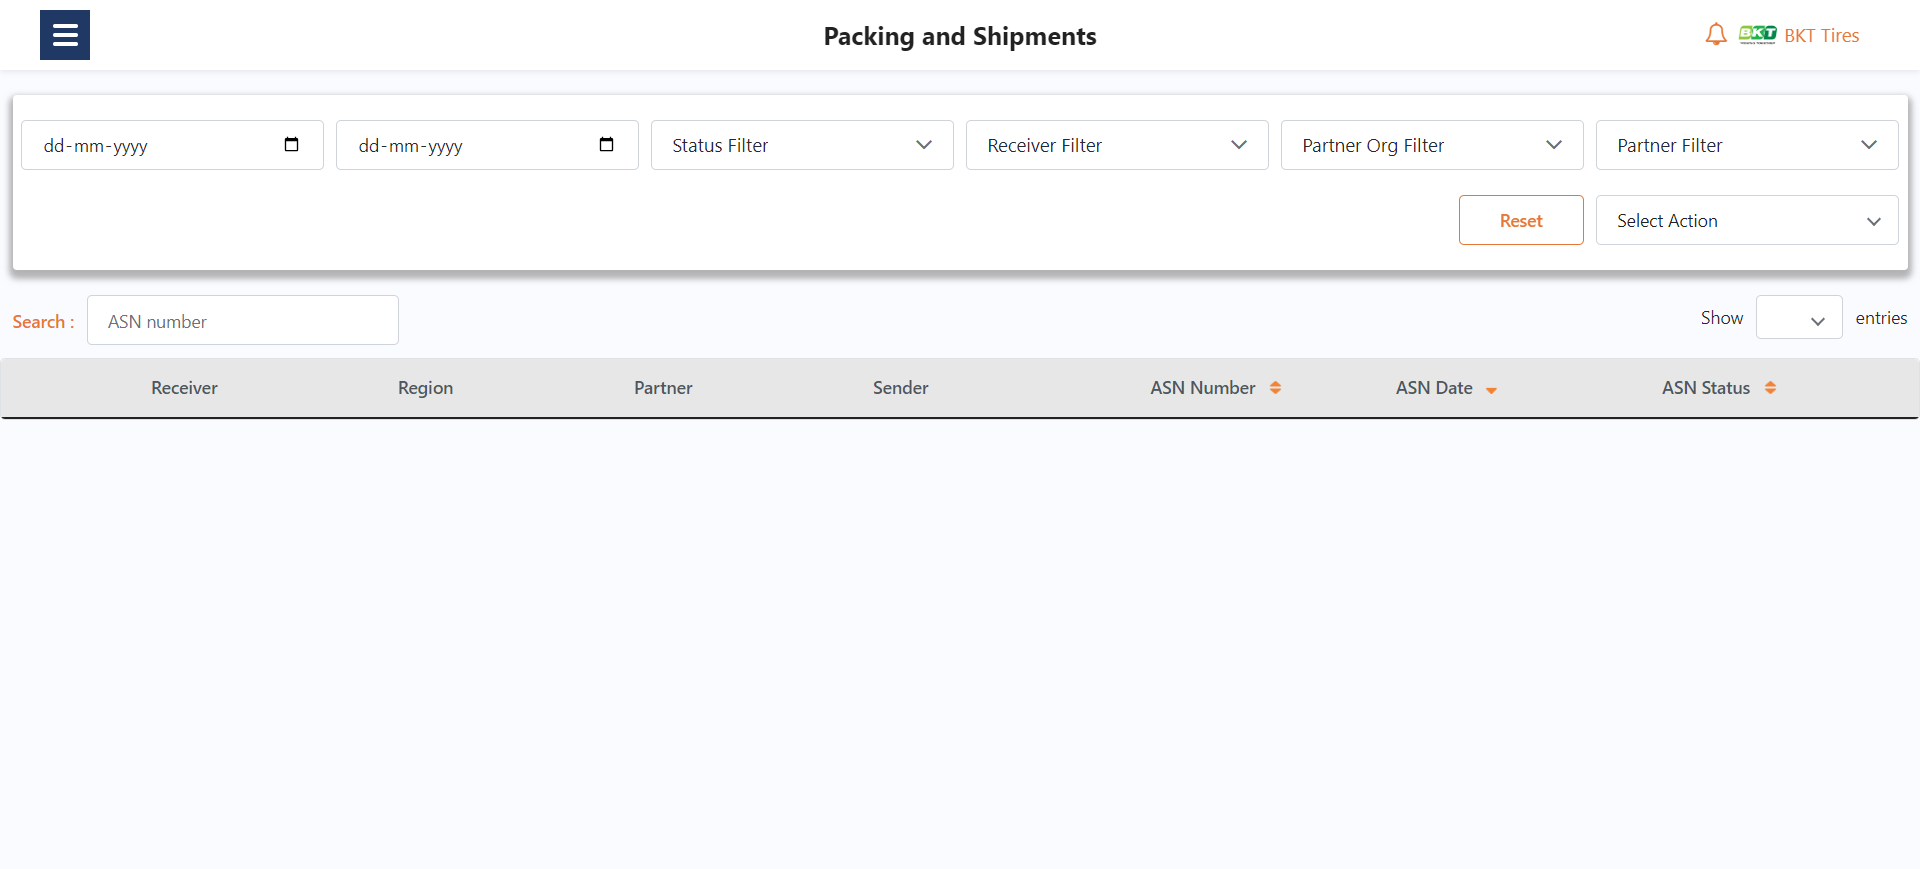 Packing and Shipments
BKT BKT Tires
dd-mm-yyyy dd-mm-yyyy Status Filter Receiver Filter Partner Org Filter Partner Filter
Reset Select Action
Search : ASN number Show entries
Receiver Region Partner Sender ASN Number ASN Date ASN Status